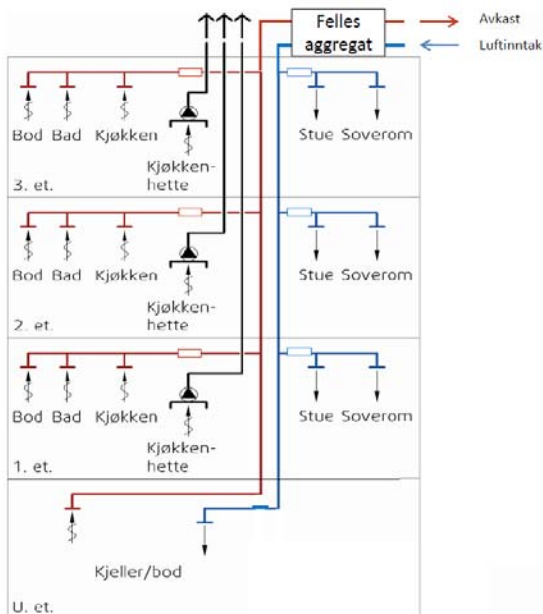 Felles
aggregat
Avkast
Luftinntak
Bod Bad Kjøkken
Kjøkken-
hette
Stue Soverom
3. et.
Bod Bad Kjøkken
Kjøkken-
hette
Stue Soverom
2. et.
Bod Bad Kjøkken
Kjøkken-
hette
Stue Soverom
1. et.
Kjeller/bod
U. et.